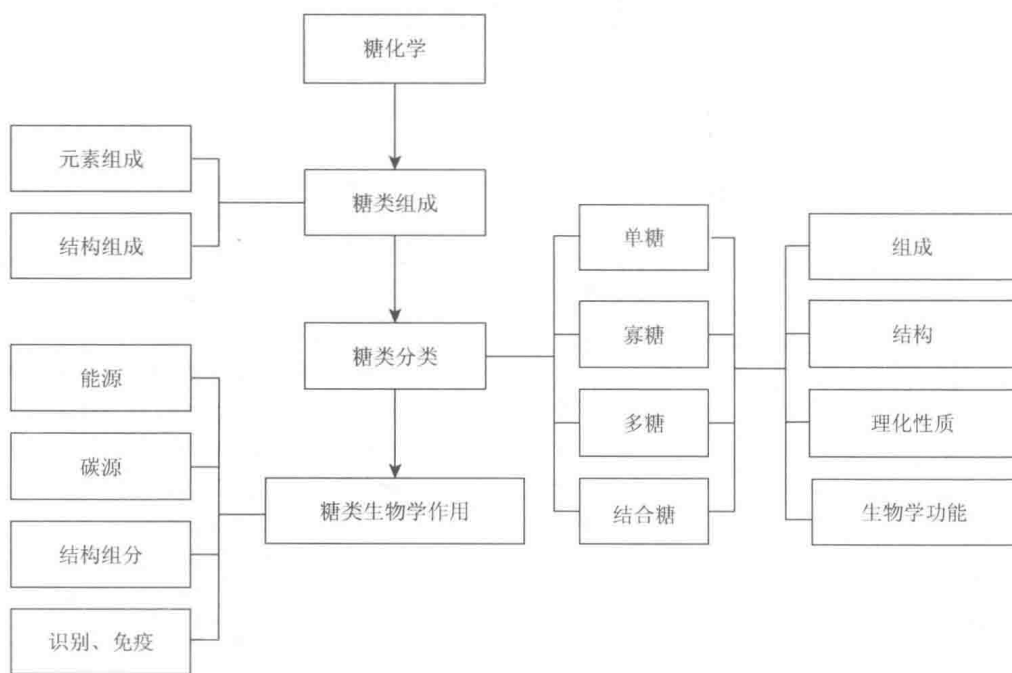 糖化学
元素组成
糖类组成
结构组成
单糖
组成
寡糖
结构
糖类分类
能源
多糖
理化性质
碳源
糖类生物学作用
结合糖
生物学功能
结构组分
识别、免疫